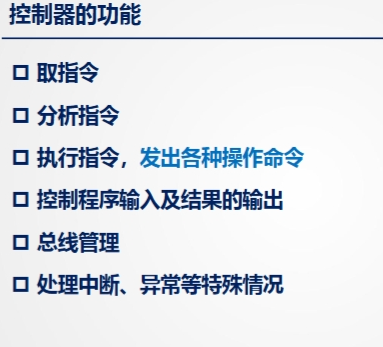 控制器的功能
取指令
分析指令
执行指令，发出各种操作命令
控制程序输入及结果的输出
总线管理
处理中断、异常等特殊情况